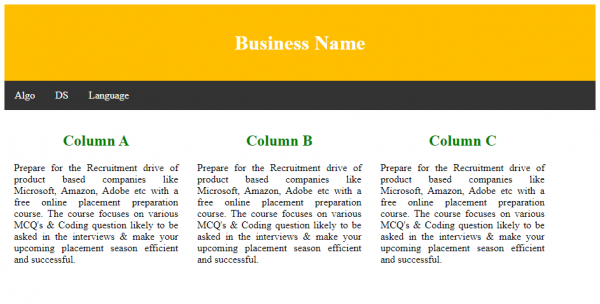 Business Name
Algo DS Language
Column A
Prepare for the Recruitment drive of
product based companies like
Microsoft, Amazon, Adobe etc with a
free online placement preparation
course. The course focuses on various
MCQ's & Coding question likely to be
asked in the interviews & make your
upcoming placement season efficient
and successful.
Column B
Prepare for the Recruitment drive of
product based companies like
Microsoft, Amazon, Adobe etc with a
free online placement preparation
course. The course focuses on various
MCQ's & Coding question likely to be
asked in the interviews & make your
upcoming placement season efficient
and successful.
Column C
Prepare for the Recruitment drive of
product based companies like
Microsoft, Amazon, Adobe etc with a
free online placement preparation
course. The course focuses on various
MCQ's & Coding question likely to be
asked in the interviews & make your
upcoming placement season efficient
and successful.